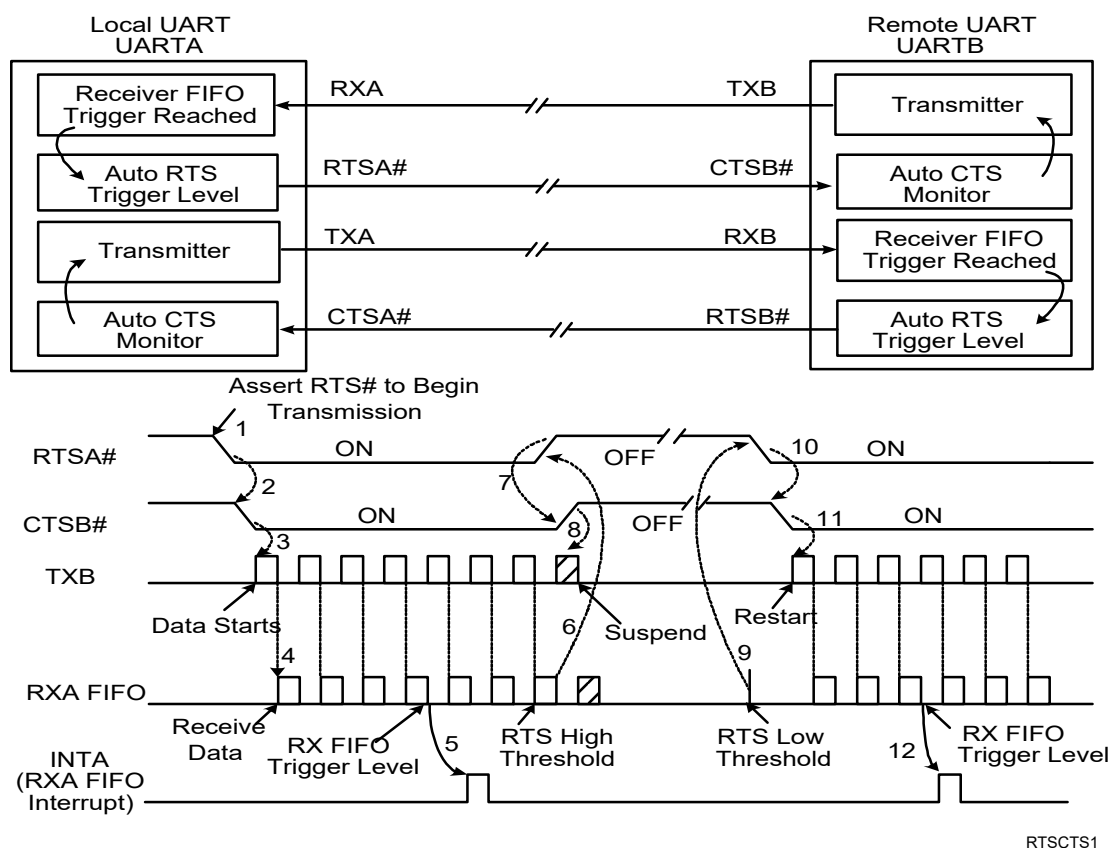 Local UART
UARTA
Remote UART
UARTB
Receiver FIFO
Trigger Reached
RXA
TXB
Transmitter
Auto RTS
Trigger Level
RTSA#
CTSB#
Auto CTS
Monitor
Transmitter
TXA
RXB
Receiver FIFO
Trigger Reached
Auto CTS
Monitor
CTSA#
RTSB#
Auto RTS
Trigger Level
Assert RTS# to Begin
Transmission
RTSA#
1
ON
OFF
ON
2
7
10
CTSB#
ON
OFF
ON
3
8
11
TXB
Data Starts
6
Suspend
Restart
4
9
RXA FIFO
Receive
Data
RX FIFO
Trigger Level
RTS High
Threshold
RTS Low
Threshold
RX FIFO
Trigger Level
5
12
INTA
(RXA FIFO
Interrupt)
RTSCTS1